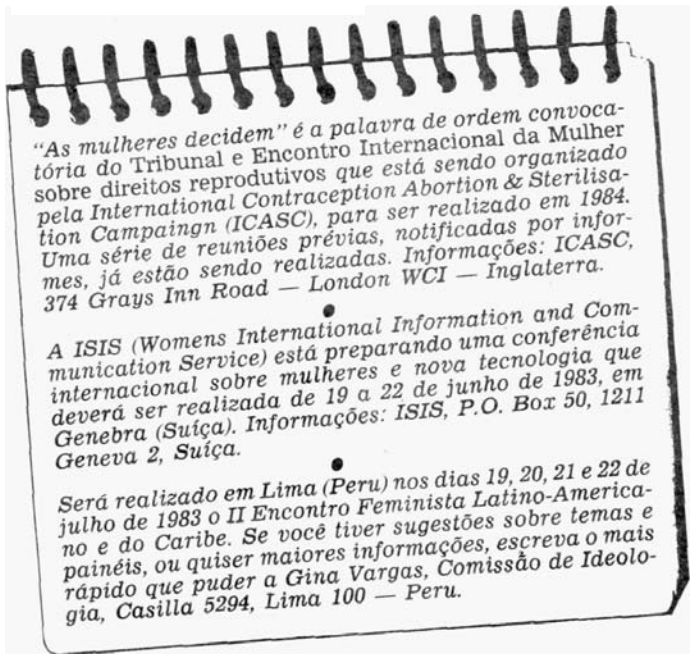 “As mulheres decidem” é a palavra de ordem convoca-
tória do Tribunal e Encontro Internacional da Mulher
sobre direitos reprodutivos que está sendo organizado
pela International Contraception Abortion & Sterilisa-
tion Campaingn (ICASC), para ser realizado em 1984.
Uma série de reuniões prévias, notificadas por infor-
mes, já estão sendo realizadas. Informações: ICASC,
374 Grays Inn Road — London WCI — Inglaterra.
●
A ISIS (Womens International Information and Com-
munication Service) está preparando uma conferência
internacional sobre mulheres e nova tecnologia que
deverá ser realizada de 19 a 22 de junho de 1983, em
Genebra (Suíça). Informações: ISIS, P.O. Box 50, 1211
Geneva 2, Suíça.
●
Será realizado em Lima (Peru) nos dias 19, 20, 21 e 22 de
julho de 1983 o II Encontro Feminista Latino-America-
no e do Caribe. Se você tiver sugestões sobre temas e
painéis, ou quiser maiores informações, escreva o mais
rápido que puder a Gina Vargas, Comissão de Ideolo-
gia, Casilla 5294, Lima 100 — Peru.